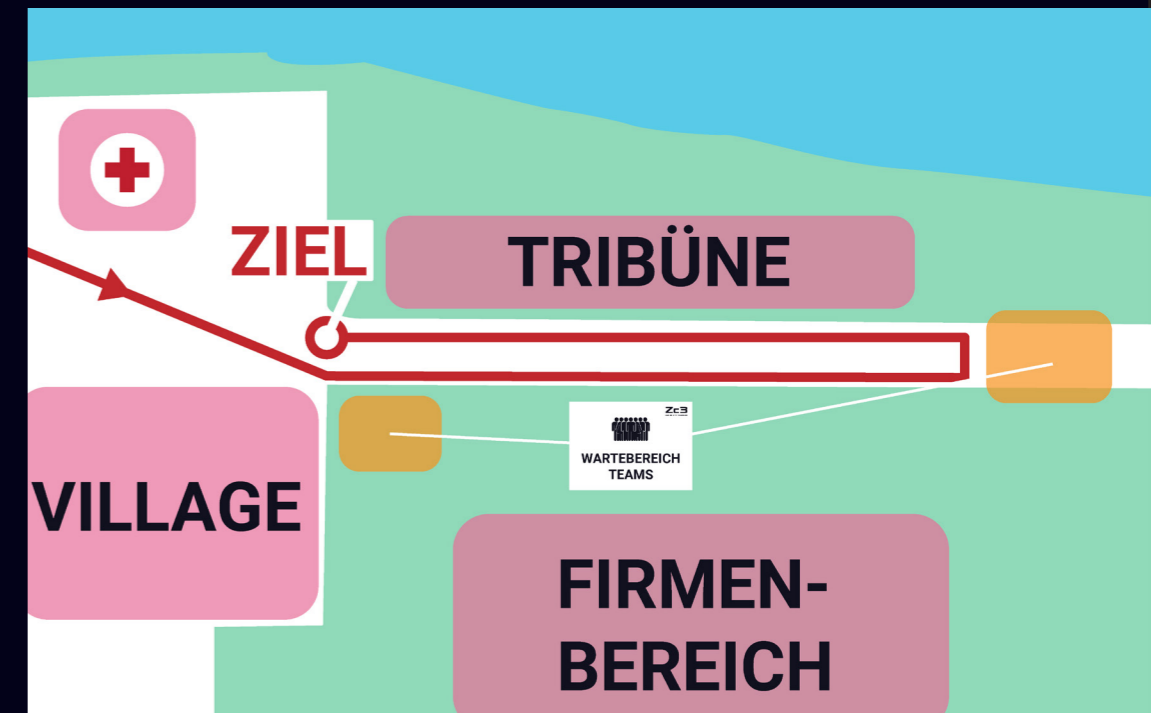 ZIEL
TRIBÜNE
WARTEBEREICH
TEAMS
VILLAGE
FIRMEN-
BEREICH